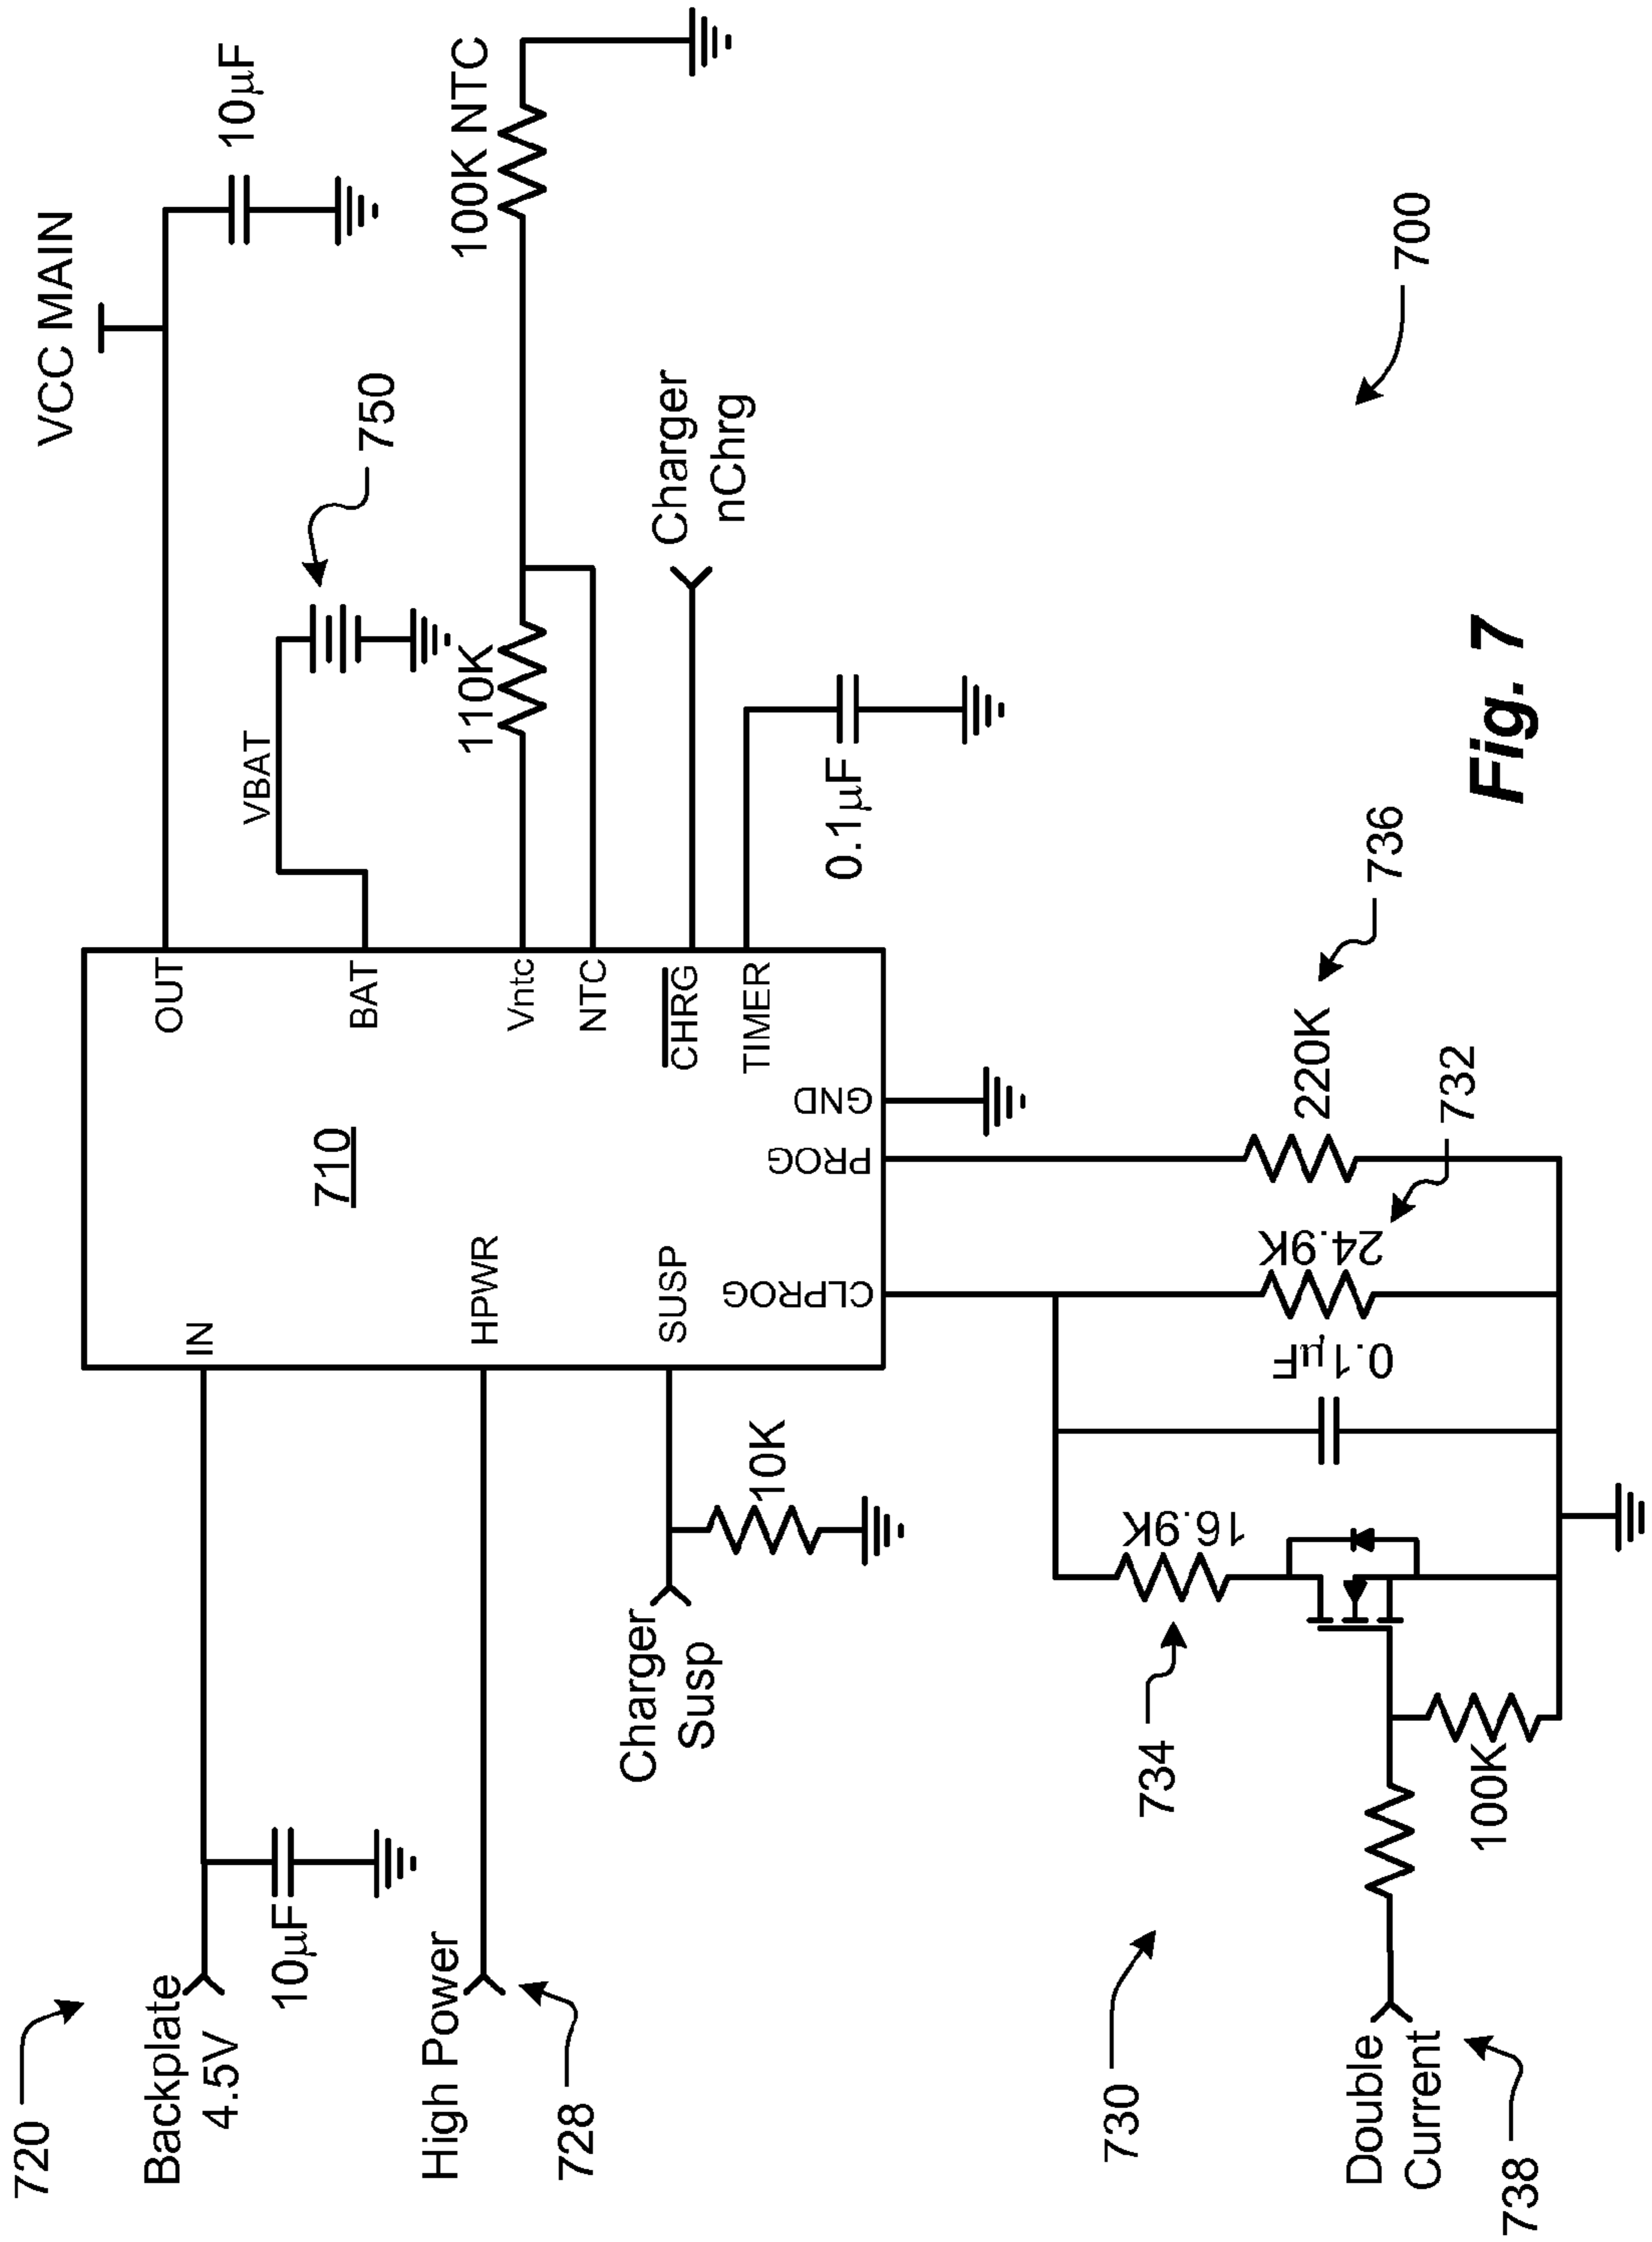 720
Backplate
4.5V
10µF
High Power
728
Charger
Susp
10K
IN
HPWR
SUSP
710
OUT
BAT
Vntc
NTC
CHRG
TIMER
GND
PROG
CLPROG
VCC MAIN
10µF
VBAT
750
110K
100K NTC
Charger
nChrg
0.1µF
220K
736
24.9K
732
0.1µF
16.9K
734
730
100K
Double
Current
738
700
Fig. 7